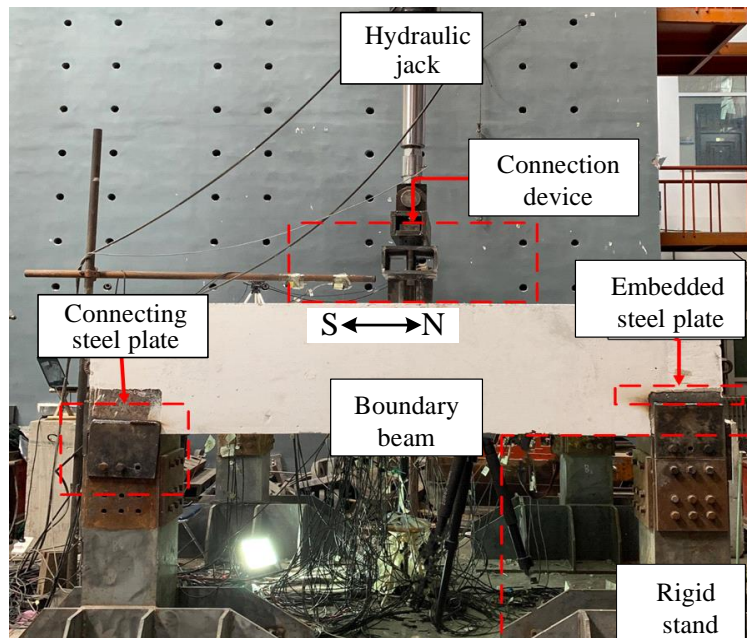 Hydraulic
jack
Connection
device
Embedded
steel plate
Connecting
steel plate
S N
Boundary
beam
Rigid
stand